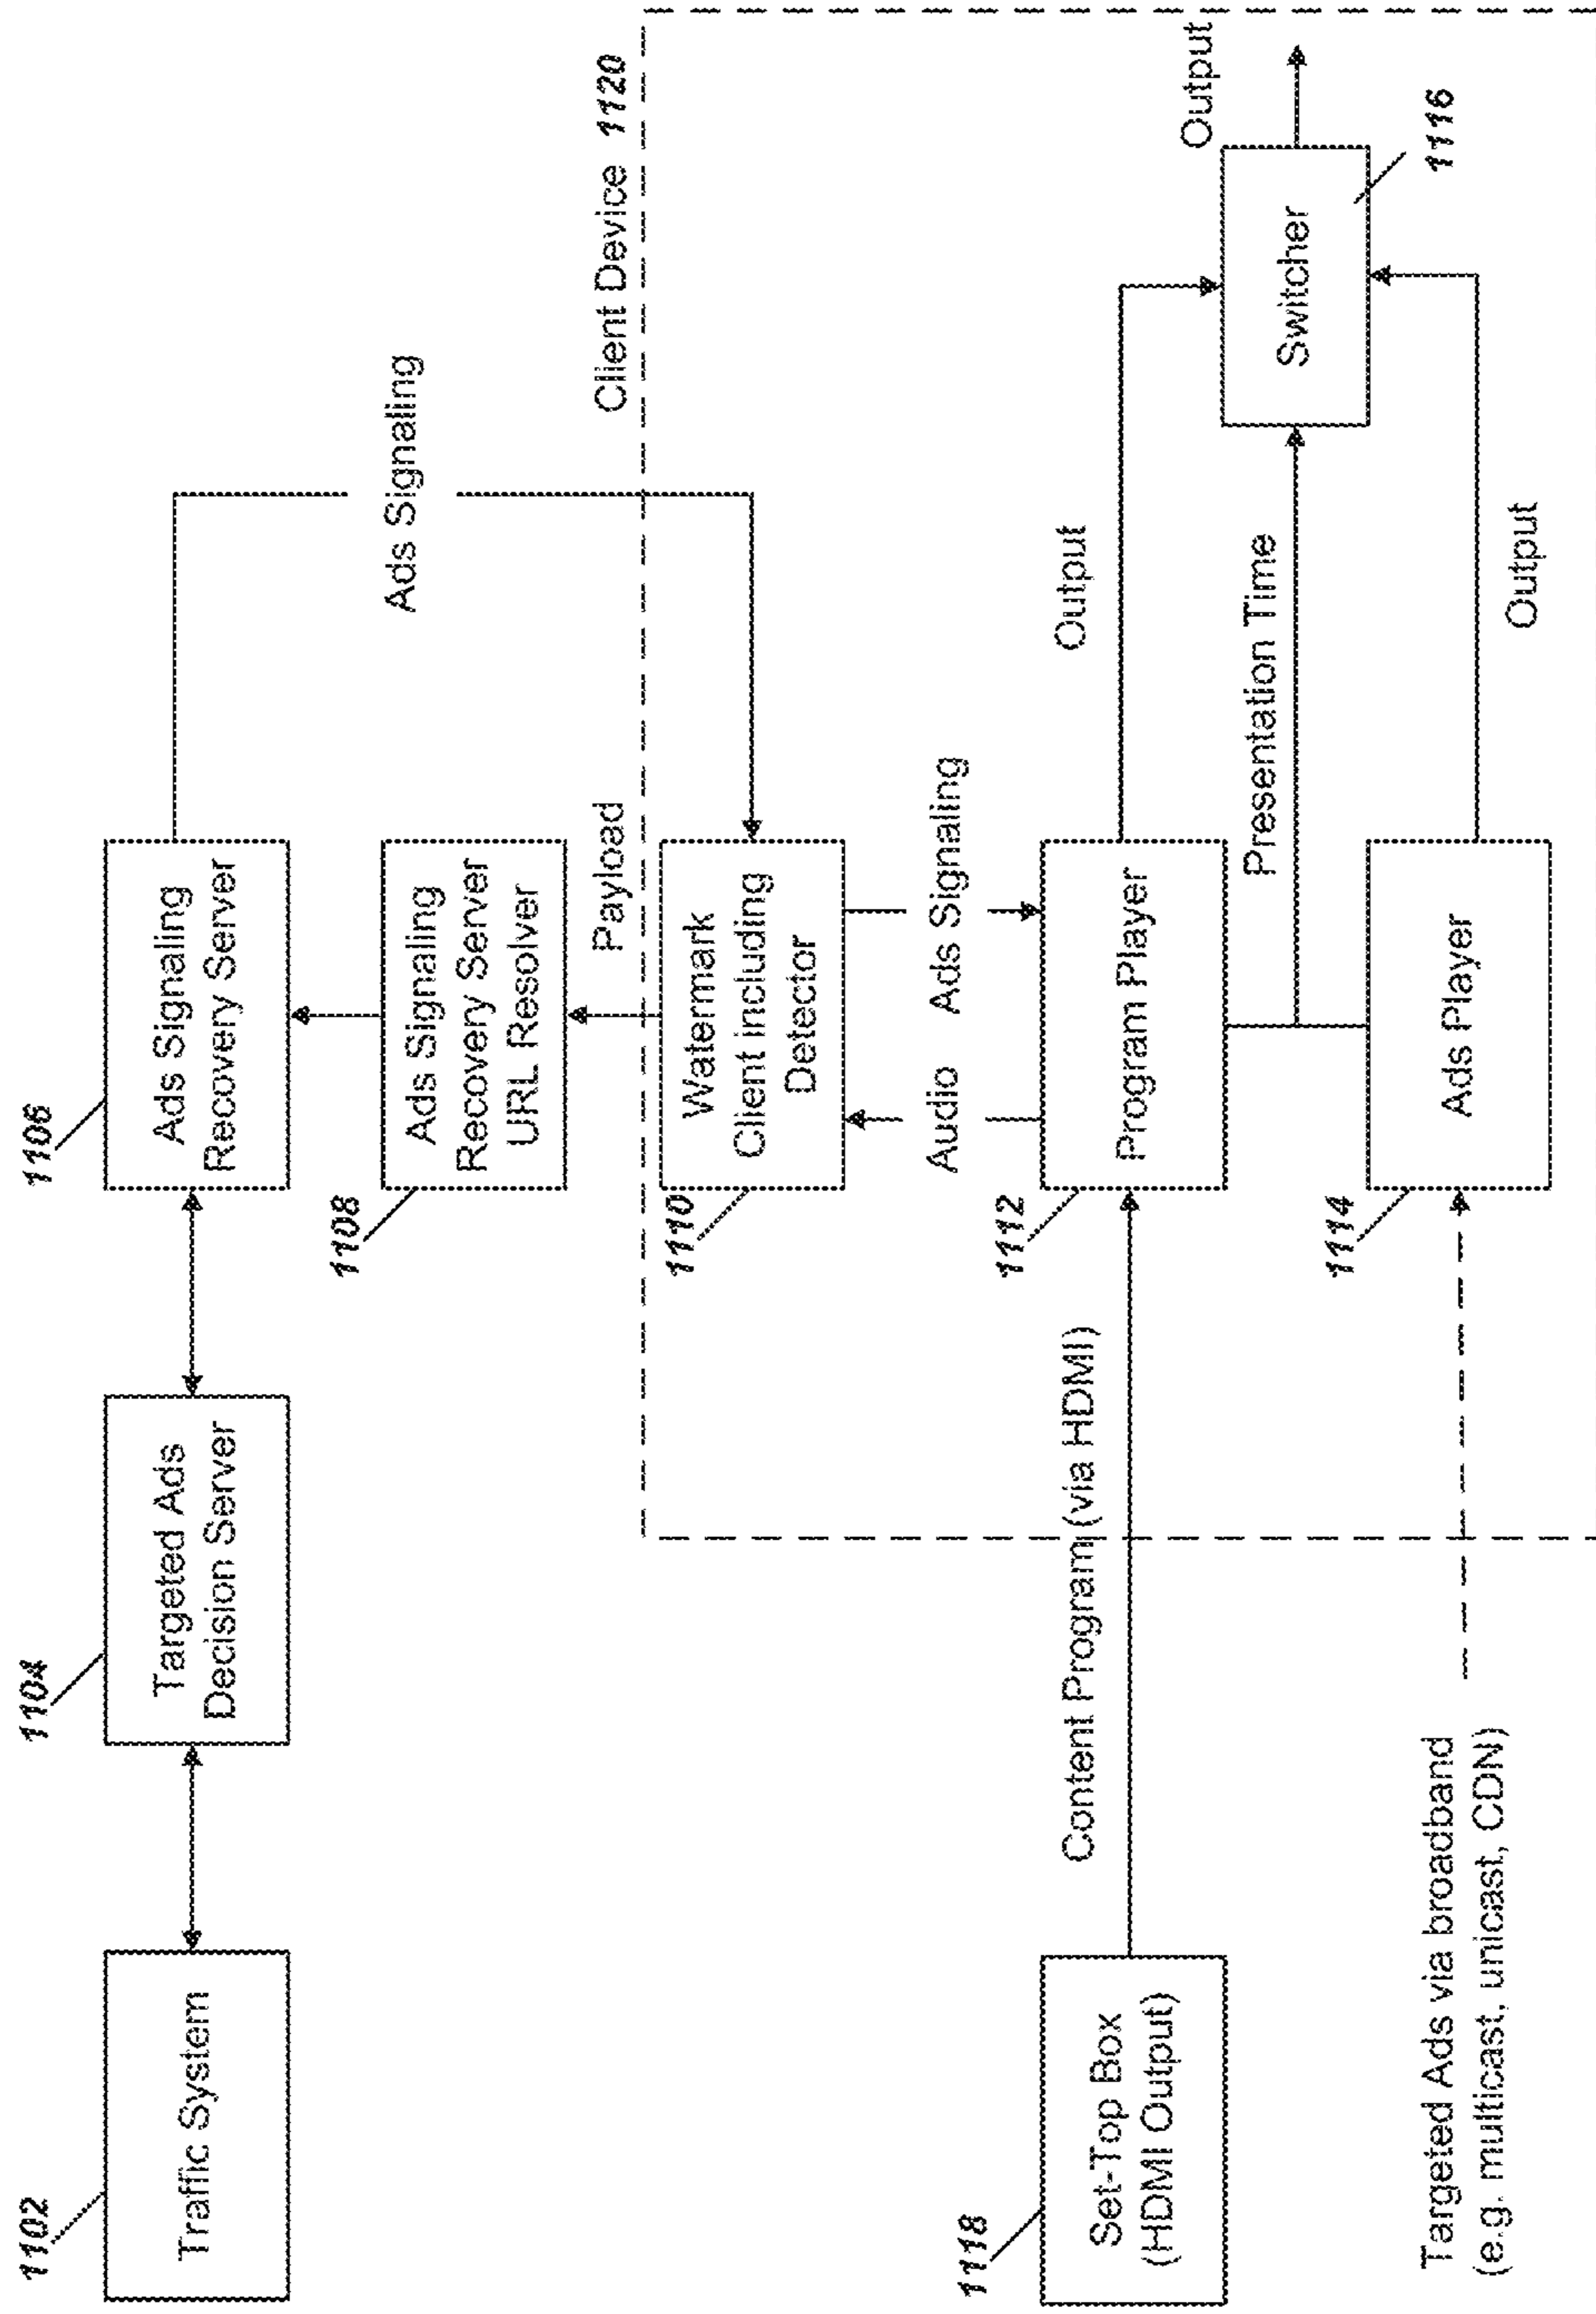 1102
Traffic System
1104
Targeted Ads
Decision Server
1106
Ads Signaling
Recovery Server
1108
Ads Signaling
Recovery Server
URL Resolver
Ads Signaling
Payload
Client Device 1120
1110
Watermark
Client including
Detector
Audio
Ads Signaling
1118
Set-Top Box
(HDMI Output)
Content Program (via HDMI)
1112
Program Player
Output
Presentation Time
Switcher
Output
1116
Targeted Ads via broadband
(e.g. multicast, unicast, CDN)
1114
Ads Player
Output